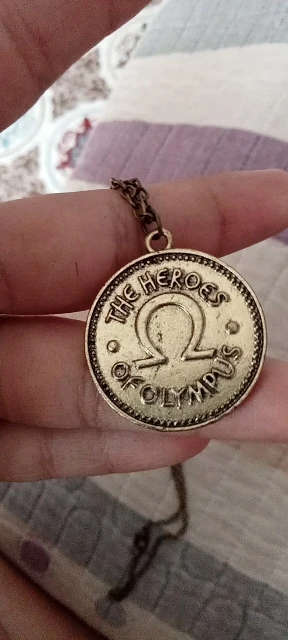 THE HEROES
Ω
OF OLYMPUS